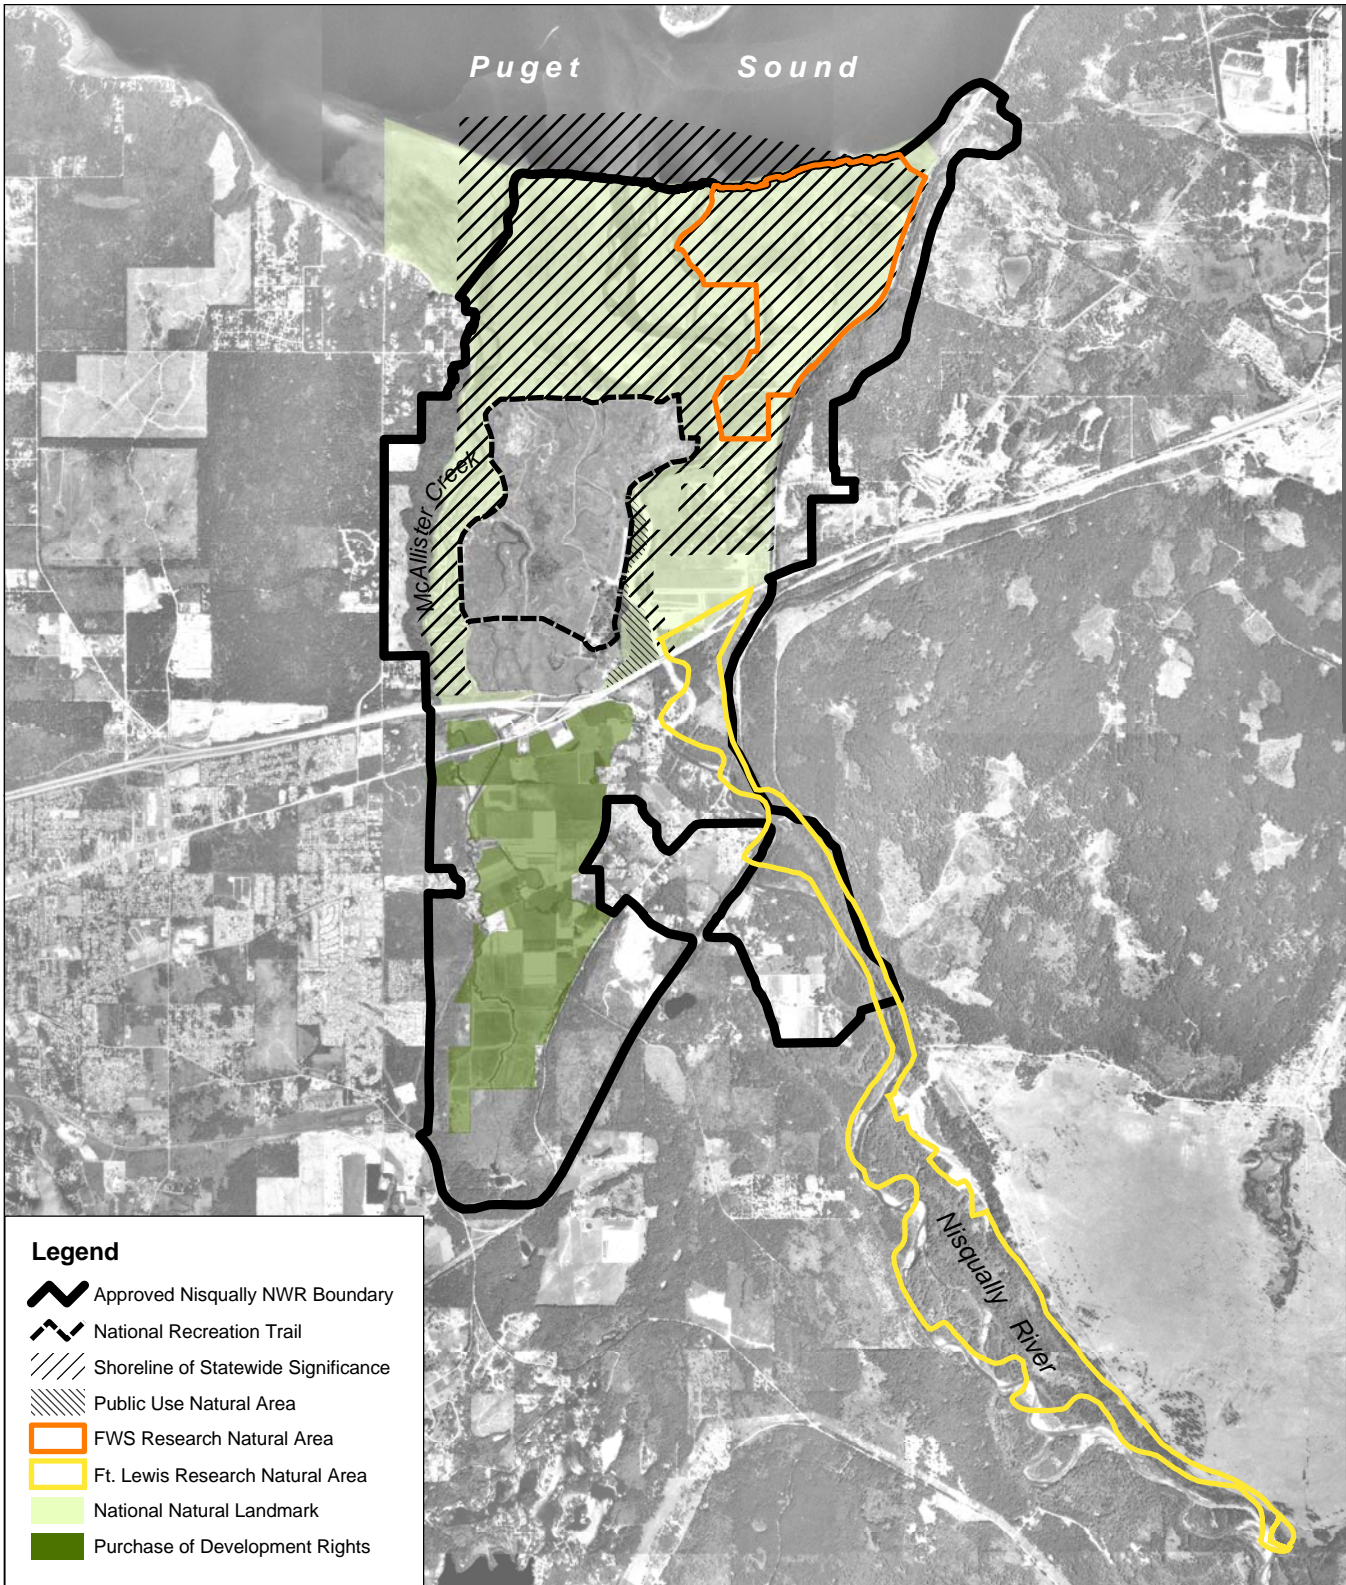 Puget Sound
McAllister Creek
Nisqually River
Legend
Approved Nisqually NWR Boundary
National Recreation Trail
Shoreline of Statewide Significance
Public Use Natural Area
FWS Research Natural Area
Ft. Lewis Research Natural Area
National Natural Landmark
Purchase of Development Rights